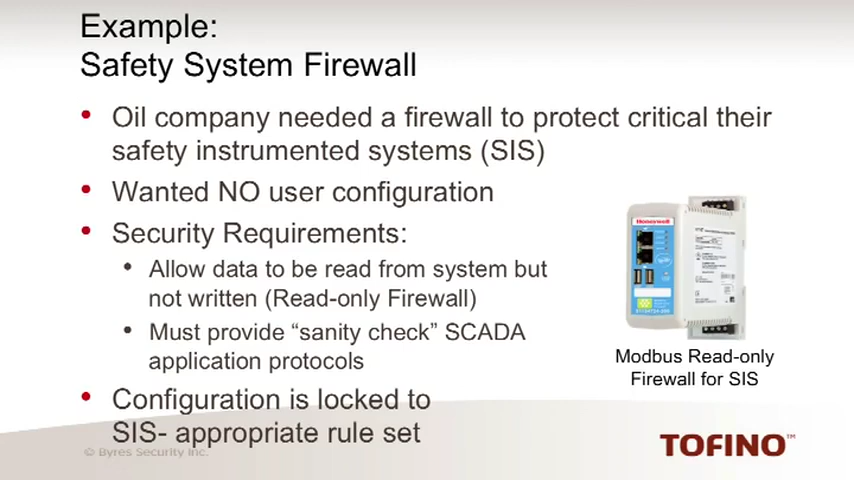 Example:
Safety System Firewall
• Oil company needed a firewall to protect critical their
safety instrumented systems (SIS)
• Wanted NO user configuration
• Security Requirements:
• Allow data to be read from system but
not written (Read-only Firewall)
• Must provide “sanity check” SCADA
application protocols
Honeywell
Modbus Read-only
Firewall for SIS
• Configuration is locked to
SIS- appropriate rule set
© Byres Security Inc.
TOFINO™